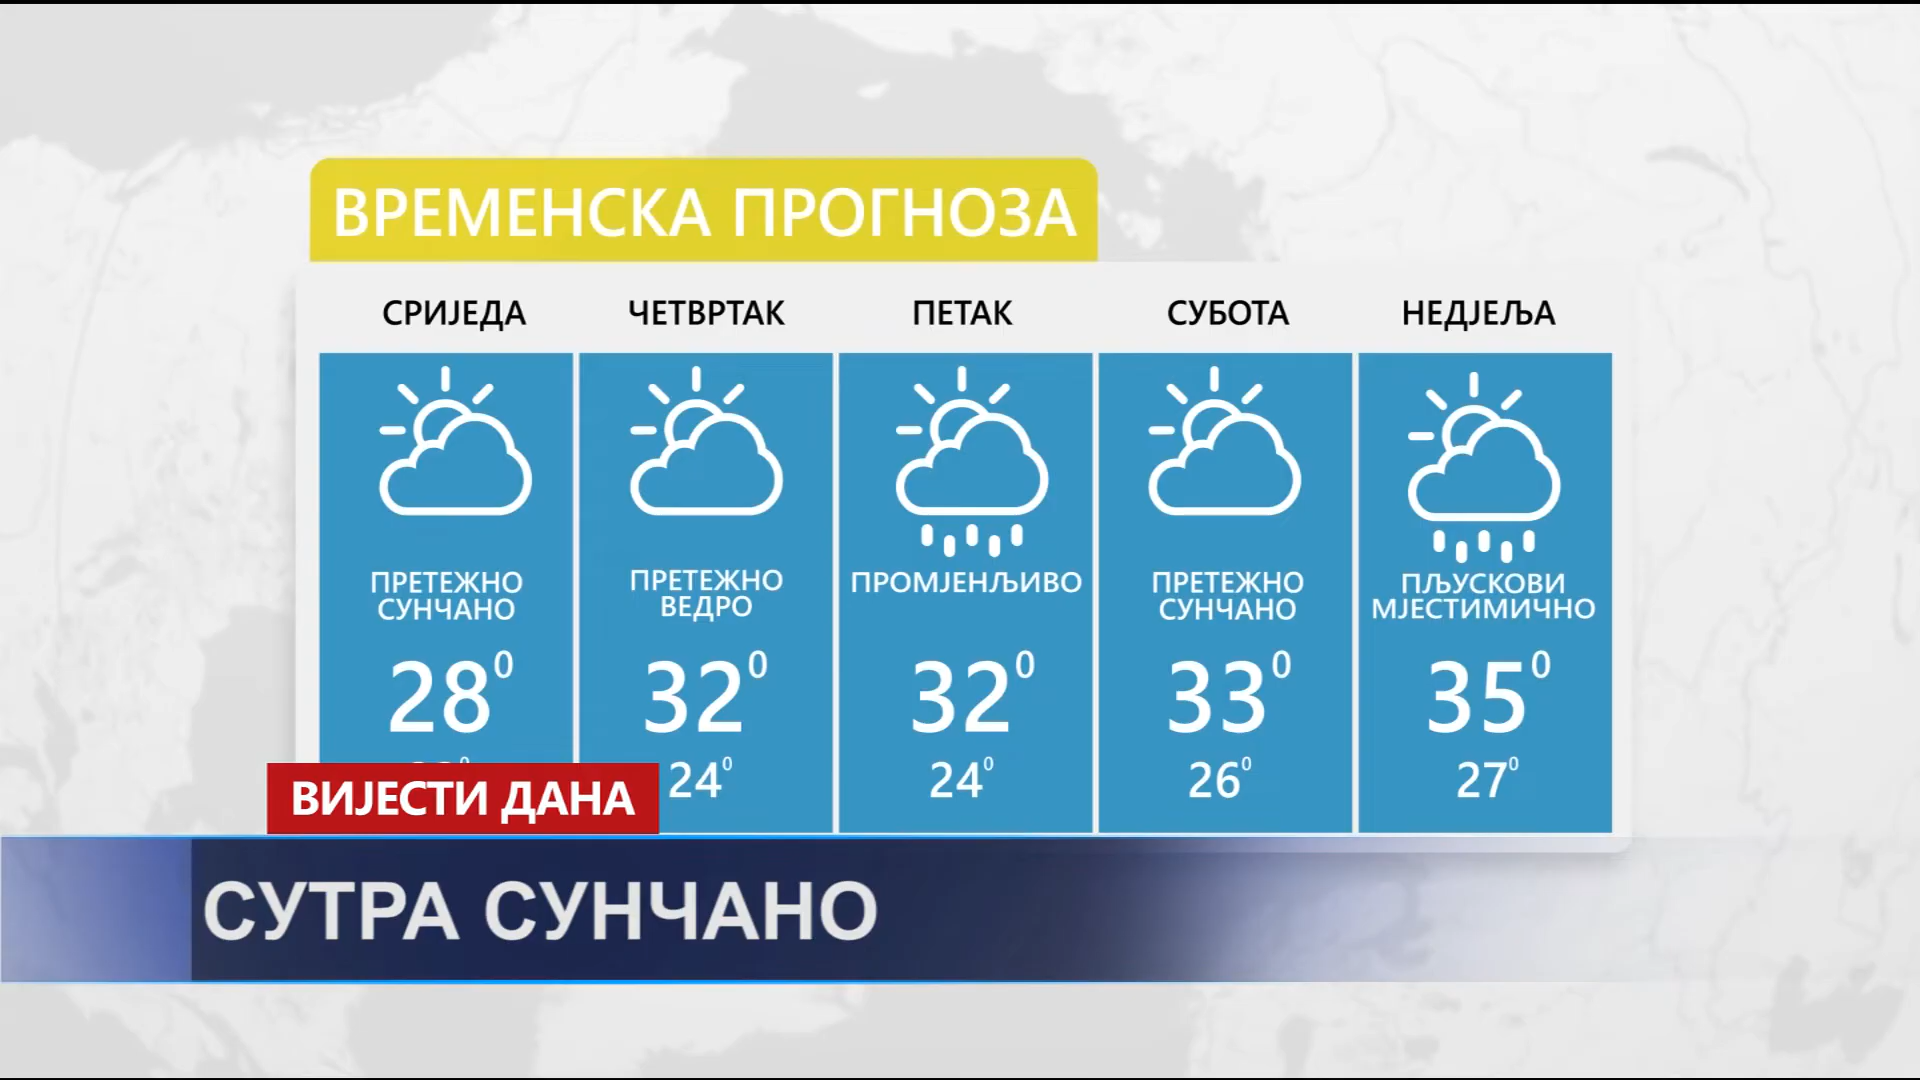 ВРЕМЕНСКА ПРОГНОЗА
СРИЈЕДА
ЧЕТВРТАК
ПЕТАК
СУБОТА
НЕДЈЕЉА
ПРЕТЕЖНО
СУНЧАНО
ПРЕТЕЖНО
ВЕДРО
ПРОМЈЕНЉИВО
ПРЕТЕЖНО
СУНЧАНО
ПЉУСКОВИ
МЈЕСТИМИЧНО
28⁰
32⁰
32⁰
33⁰
35⁰
24⁰
24⁰
26⁰
27⁰
ВИЈЕСТИ ДАНА
СУТРА СУНЧАНО